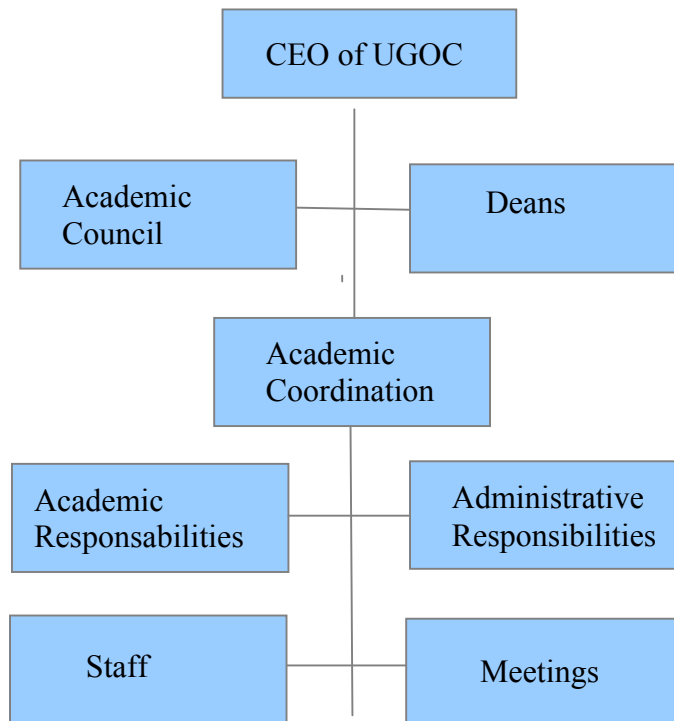 CEO of UGOC
Academic
Council
Deans
Academic
Coordination
Academic
Responsabilities
Administrative
Responsibilities
Staff
Meetings